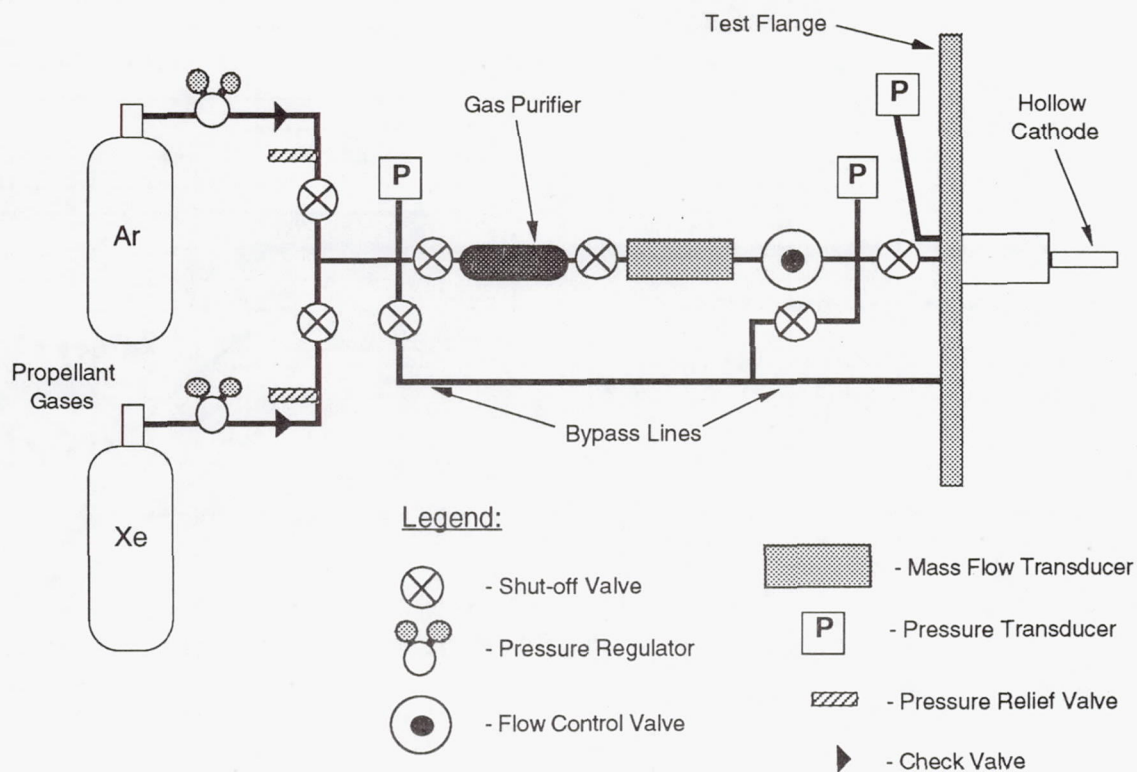 Test Flange
P
Gas Purifier
Hollow
Cathode
P
P
Ar
Propellant
Gases
Bypass Lines
Xe
Legend:
- Shut-off Valve
- Pressure Regulator
- Flow Control Valve
- Mass Flow Transducer
P
- Pressure Transducer
- Pressure Relief Valve
- Check Valve